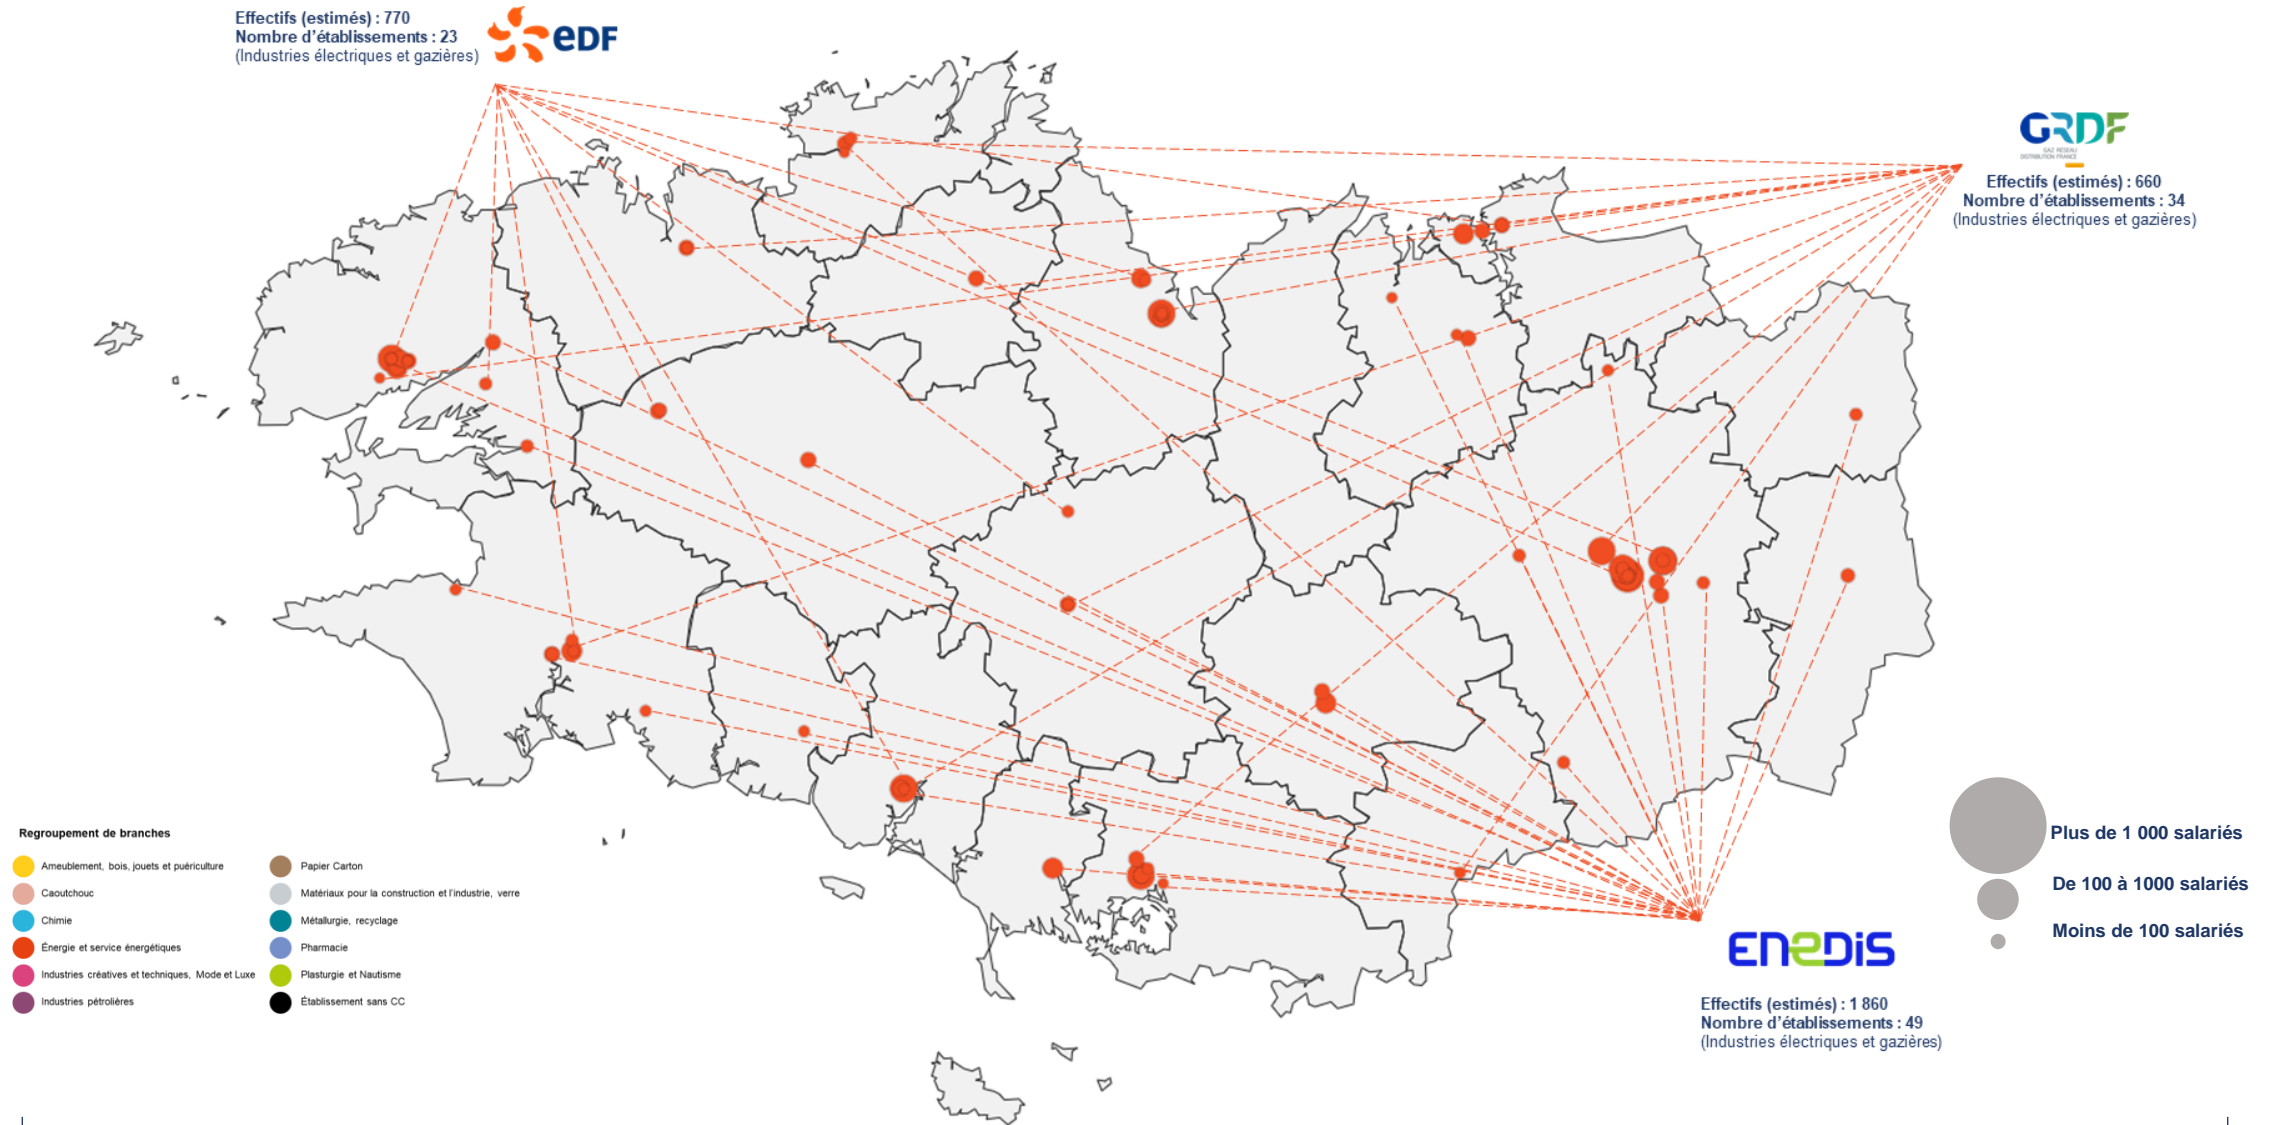 Effectifs (estimés) : 770
Nombre d'établissements : 23
(Industries électriques et gazières)
eDF
GRDF
GAZ RÉSEAU
DISTRIBUTION FRANCE
Effectifs (estimés) : 660
Nombre d'établissements : 34
(Industries électriques et gazières)
Regroupement de branches
Ameublement, bois, jouets et puériculture
Caoutchouc
Chimie
Énergie et service énergétiques
Industries créatives et techniques, Mode et Luxe
Industries pétrolières
Papier Carton
Matériaux pour la construction et l'industrie, verre
Métallurgie, recyclage
Pharmacie
Plasturgie et Nautisme
Établissement sans CC
Plus de 1 000 salariés
De 100 à 1000 salariés
Moins de 100 salariés
ENEDIS
Effectifs (estimés) : 1 860
Nombre d'établissements : 49
(Industries électriques et gazières)